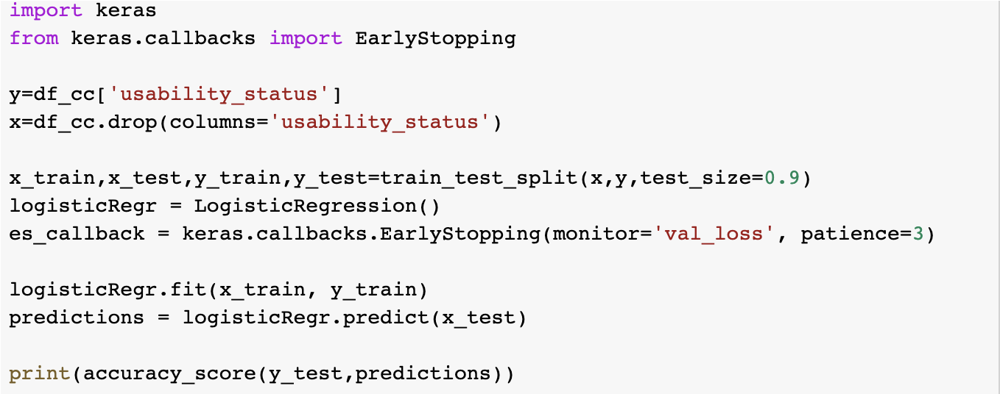 import keras
from keras.callbacks import EarlyStopping
y=df_cc['usability_status']
x=df_cc.drop(columns='usability_status')
x_train,x_test,y_train,y_test=train_test_split(x,y,test_size=0.9)
logisticRegr = LogisticRegression()
es_callback = keras.callbacks.EarlyStopping(monitor='val_loss', patience=3)
logisticRegr.fit(x_train, y_train)
predictions = logisticRegr.predict(x_test)
print(accuracy_score(y_test,predictions))